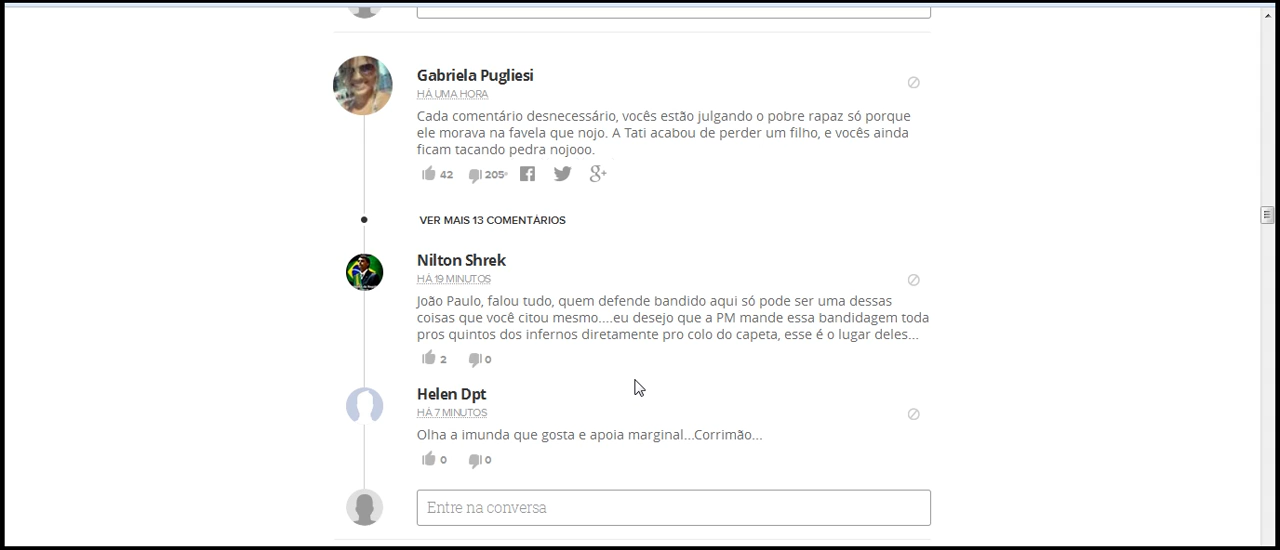 Gabriela Pugliesi
HÁ UMA HORA
Cada comentário desnecessário, vocês estão julgando o pobre rapaz só porque
ele morava na favela que nojo. A Tati acabou de perder um filho, e vocês ainda
ficam tacando pedra nojooo.
42 205
VER MAIS 13 COMENTÁRIOS
Nilton Shrek
HÁ 19 MINUTOS
João Paulo, falou tudo, quem defende bandido aqui só pode ser uma dessas
coisas que você citou mesmo....eu desejo que a PM mande essa bandidagem toda
pros quintos dos infernos diretamente pro colo do capeta, esse é o lugar deles...
2 0
Helen Dpt
HÁ 7 MINUTOS
Olha a imunda que gosta e apoia marginal...Corrimão...
0 0
Entre na conversa